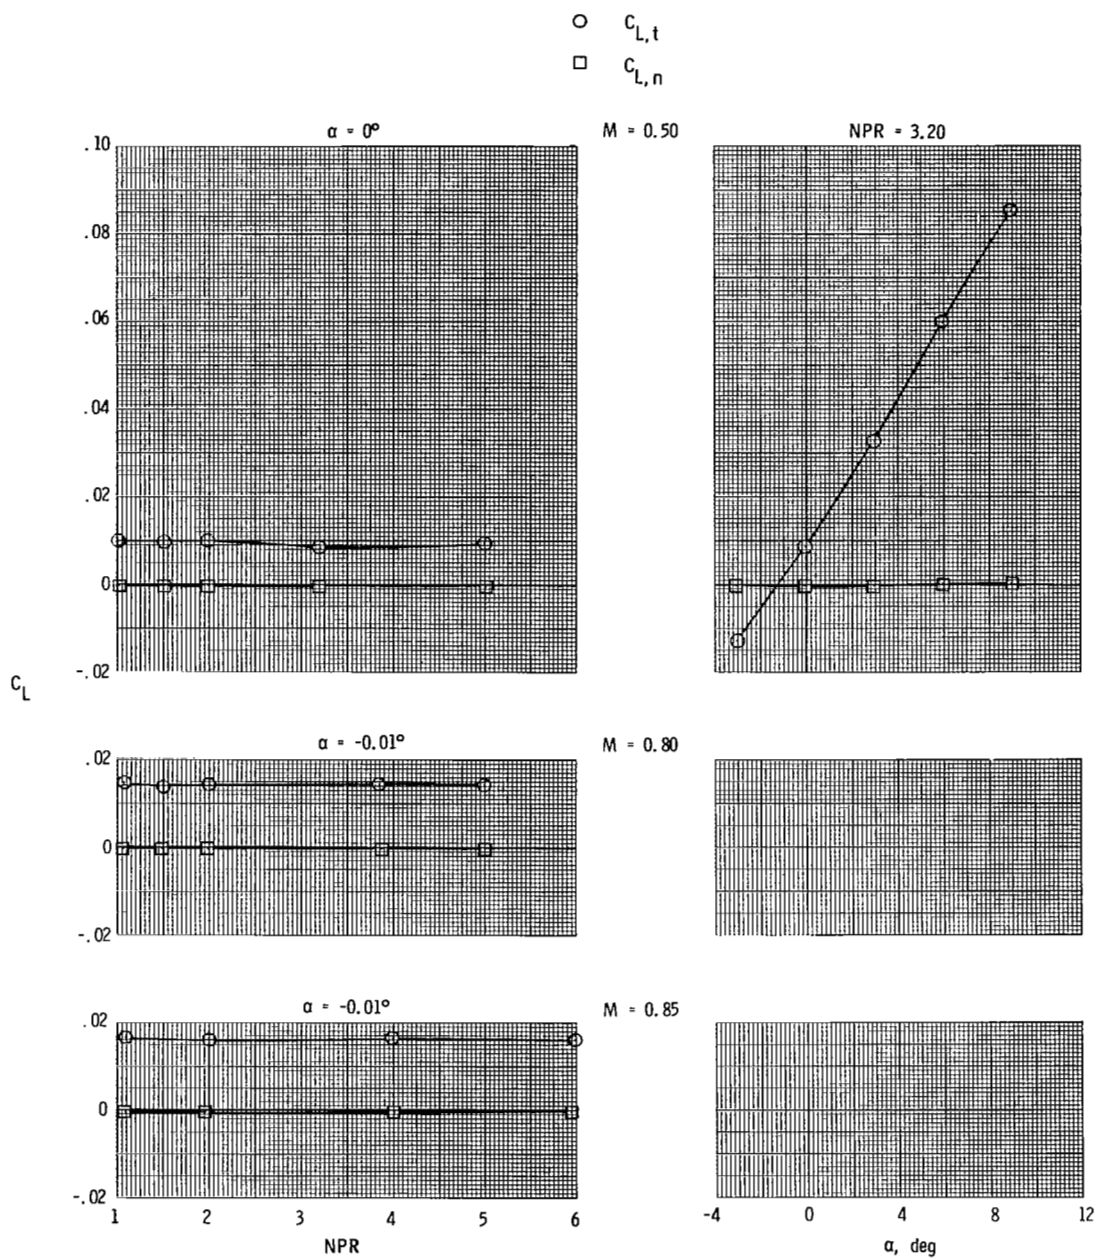 C_L,t
C_L,n
α = 0°
M = 0.50
NPR = 3.20
.10
.08
.06
.04
.02
0
-.02
C_L
α = -0.01°
M = 0.80
.02
0
-.02
α = -0.01°
M = 0.85
.02
0
-.02
1 2 3 4 5 6
-4 0 4 8 12
NPR
α, deg